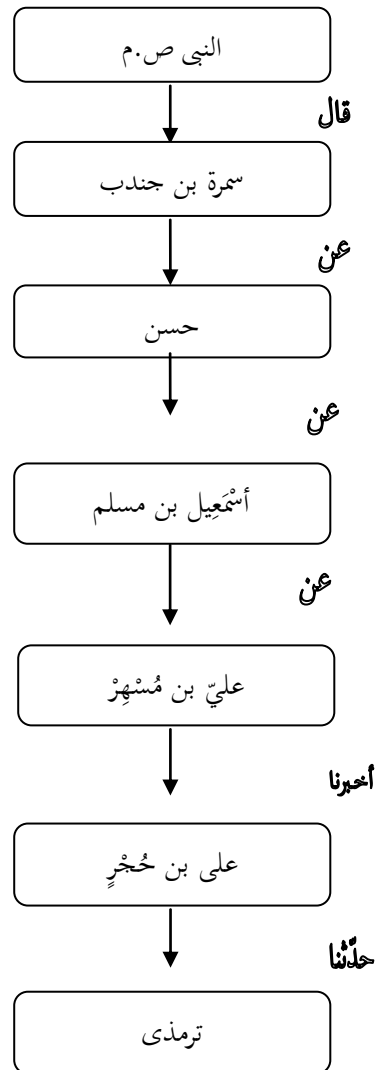 النبى ص.م
قال
سمرة بن جندب
عن
حسن
عن
أسْمَعِيل بن مسلم
عن
عليّ بن مُسْهِرْ
أخبرنا
على بن حُجْرٍ
حدّثنا
ترمذى